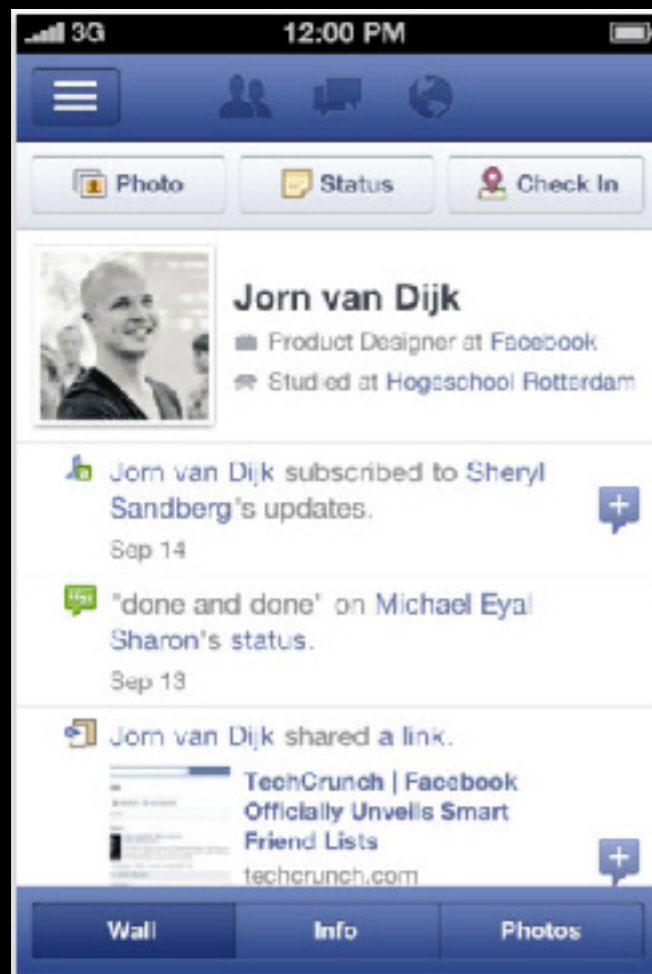 3G 12:00 PM
Photo Status Check In
Jorn van Dijk
Product Designer at Facebook
Studied at Hogeschool Rotterdam
Jorn van Dijk subscribed to Sheryl
Sandberg's updates.
Sep 14
"done and done" on Michael Eyal
Sharon's status.
Sep 13
Jorn van Dijk shared a link.
TechCrunch | Facebook
Officially Unveils Smart
Friend Lists
techcrunch.com
Wall Info Photos